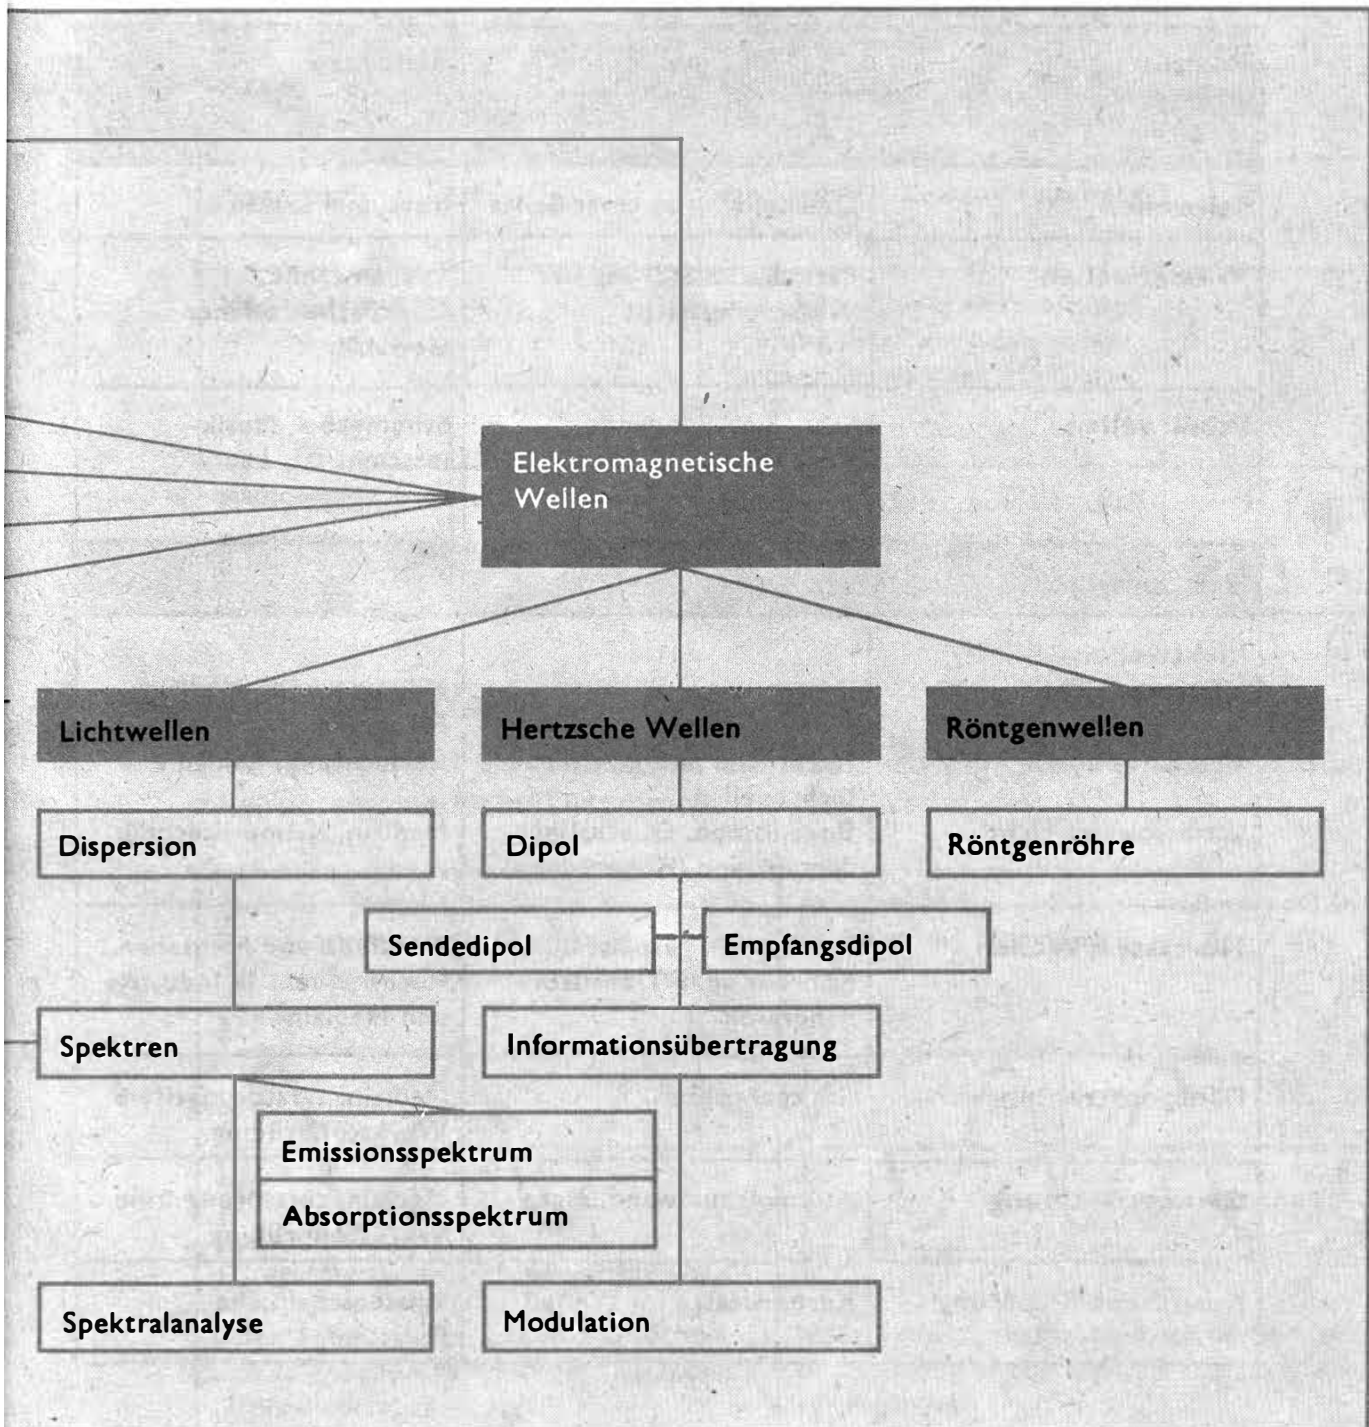 Elektromagnetische
Wellen
Lichtwellen
Hertzsche Wellen
Röntgenwellen
Dispersion
Dipol
Röntgenröhre
Sendedipol
Empfangsdipol
Spektren
Informationsübertragung
Emissionsspektrum
Absorptionsspektrum
Spektralanalyse
Modulation